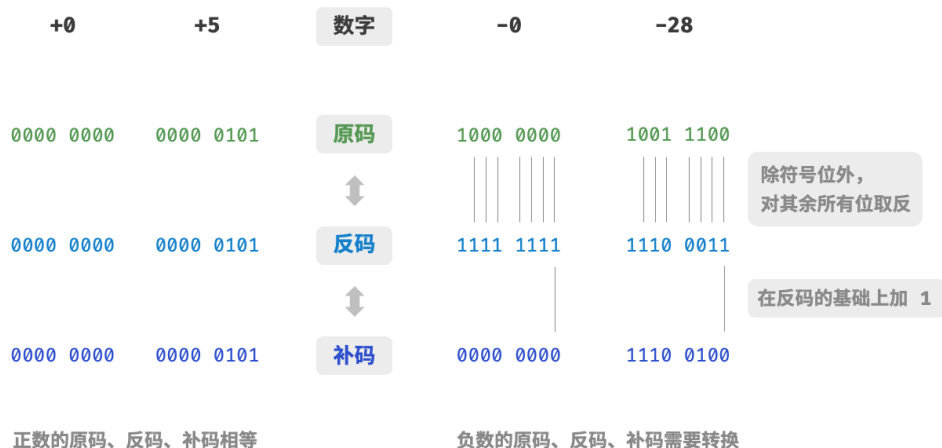 +0 +5 数字 -0 -28
0000 0000 0000 0101 原码 1000 0000 1001 1100
除符号位外，
对其余所有位取反
0000 0000 0000 0101 反码 1111 1111 1110 0011
在反码的基础上加 1
0000 0000 0000 0101 补码 0000 0000 1110 0100
正数的原码、反码、补码相等 负数的原码、反码、补码需要转换